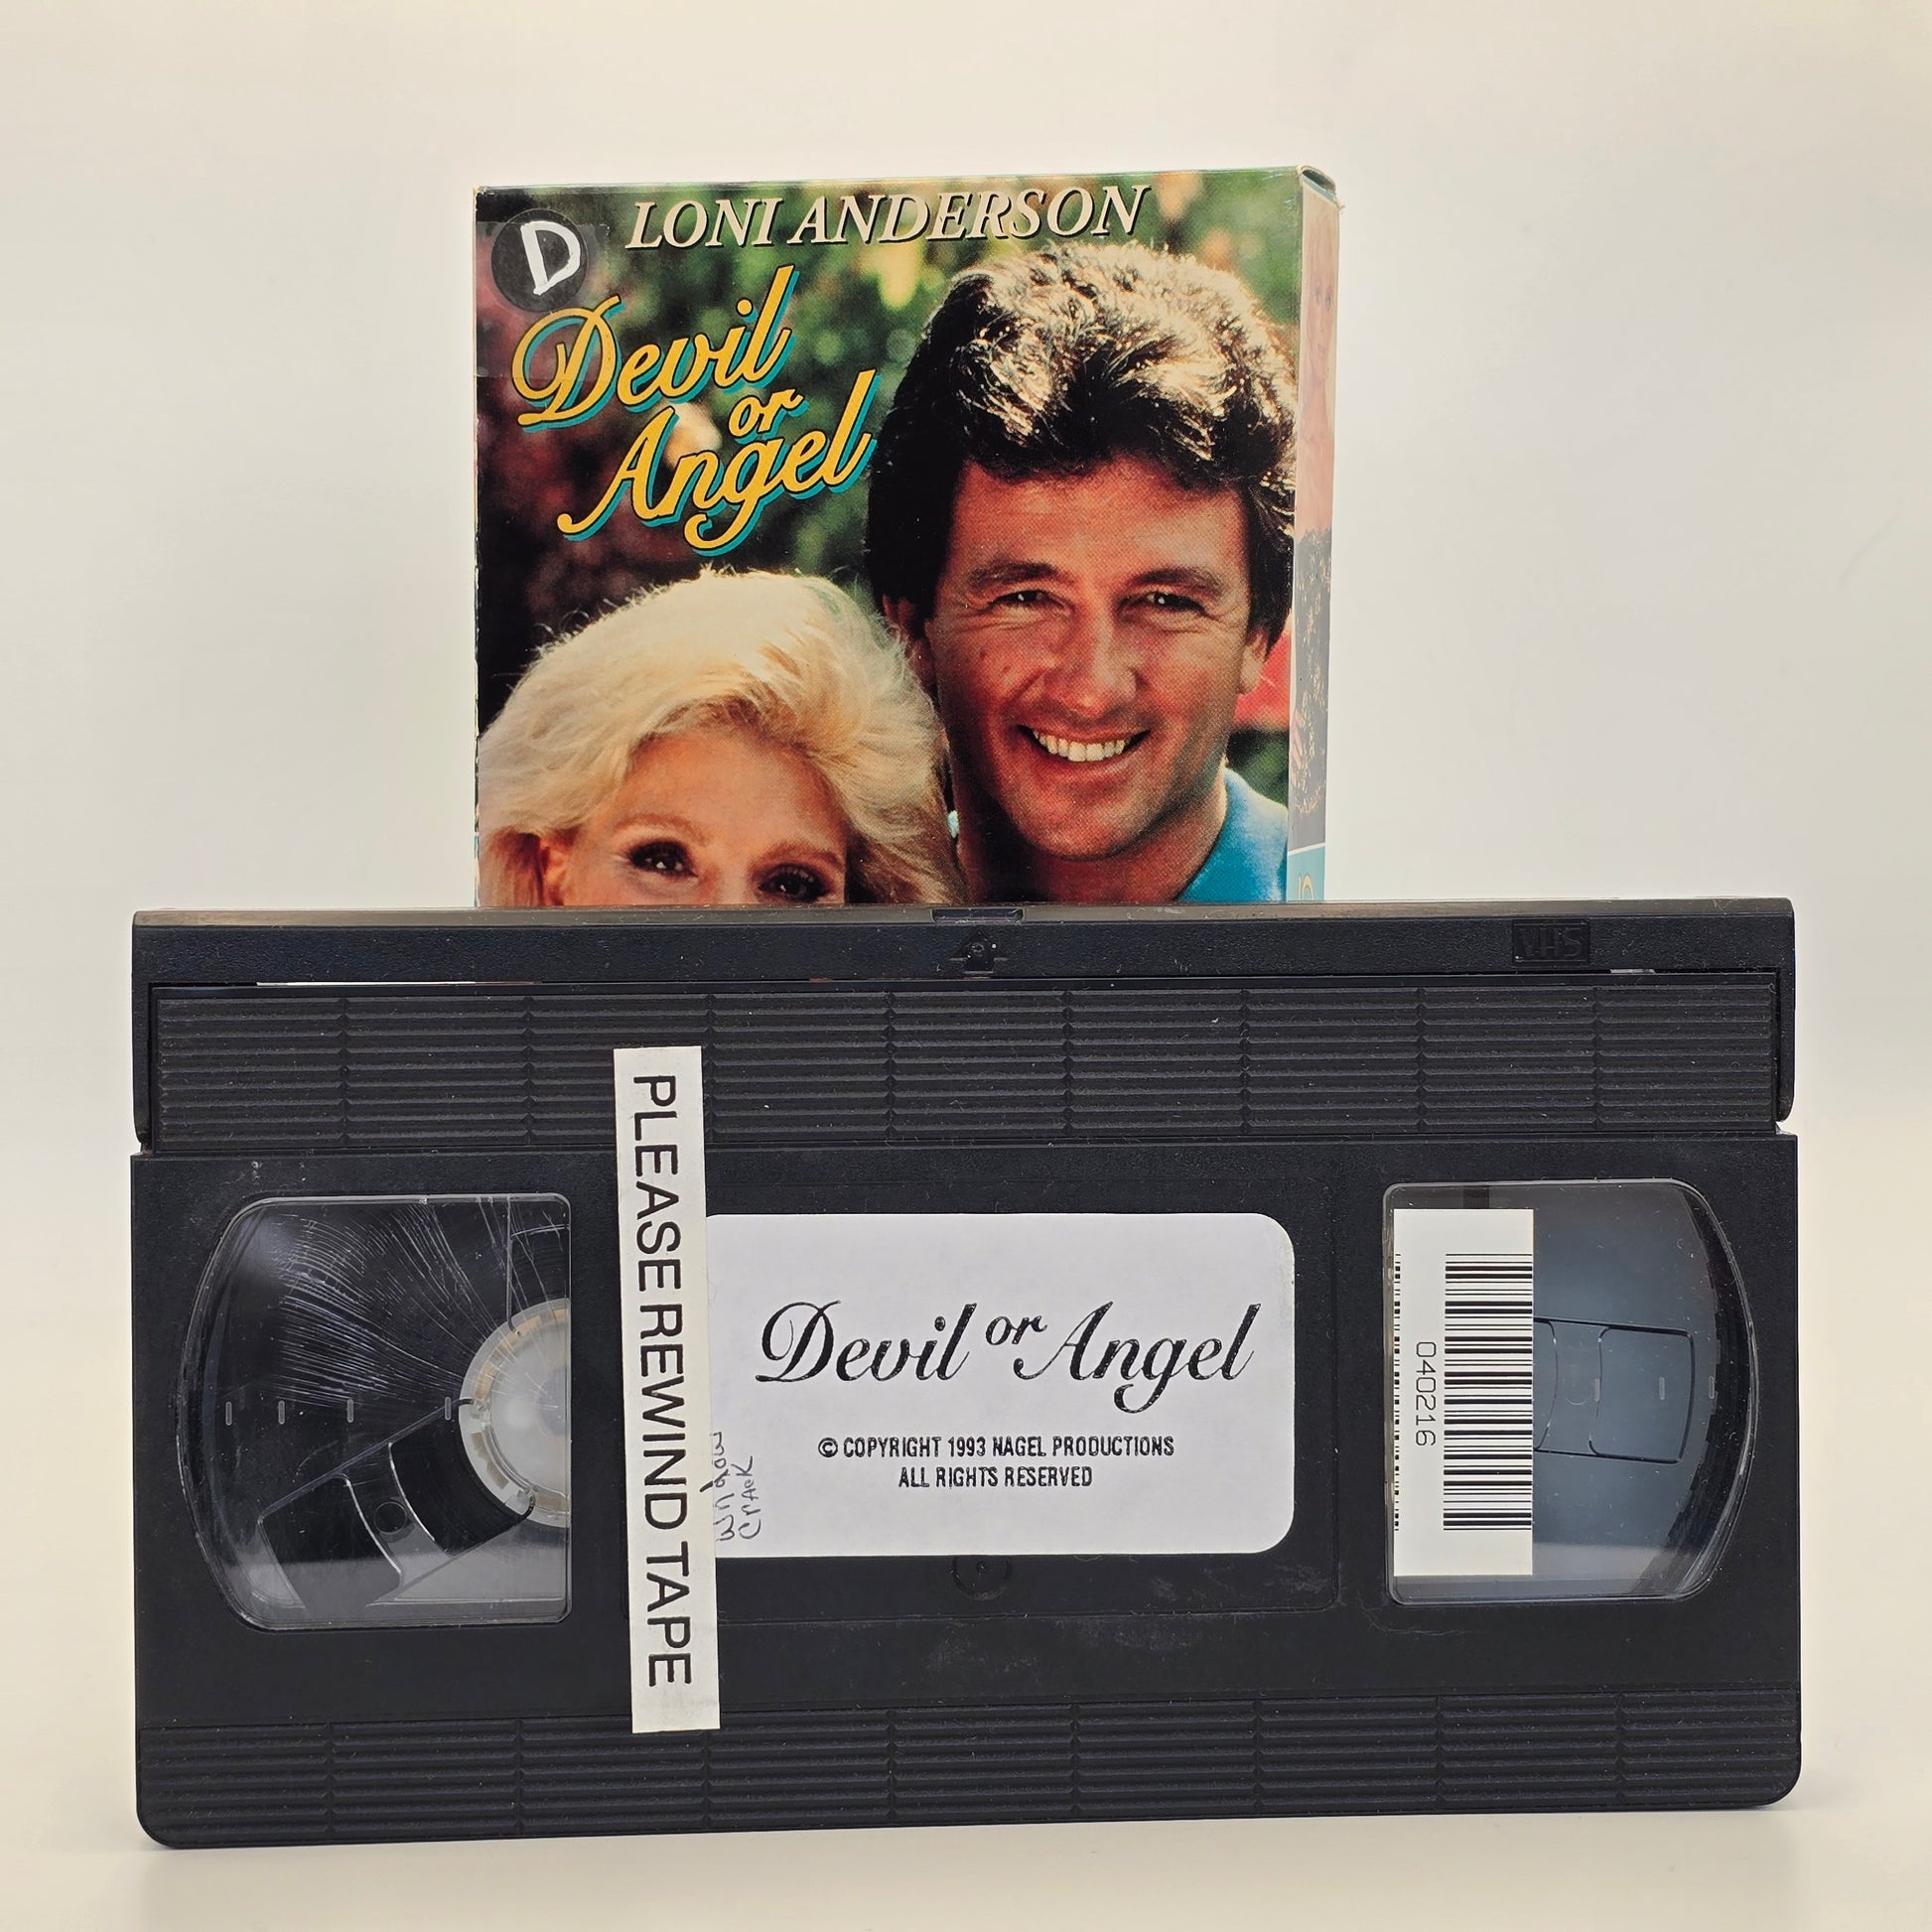 LONI ANDERSON
D
Devil
or
Angel
VHS
PLEASE REWIND TAPE
Devil or Angel
© COPYRIGHT 1993 NAGEL PRODUCTIONS
ALL RIGHTS RESERVED
window
crack
040216